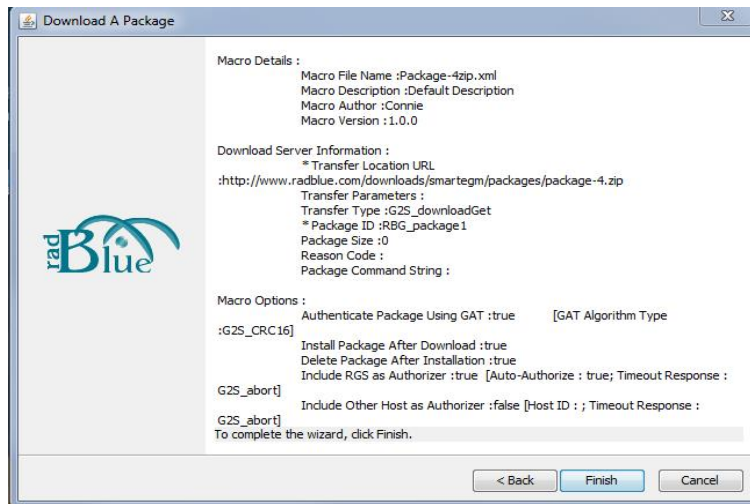 Download A Package
Macro Details :
Macro File Name :Package-4zip.xml
Macro Description :Default Description
Macro Author :Connie
Macro Version :1.0.0
Download Server Information :
* Transfer Location URL
:http://www.radblue.com/downloads/smartegm/packages/package-4.zip
Transfer Parameters :
Transfer Type :G2S_downloadGet
* Package ID :RBG_package1
Package Size :0
Reason Code :
Package Command String :
Macro Options :
Authenticate Package Using GAT :true [GAT Algorithm Type
:G2S_CRC16]
Install Package After Download :true
Delete Package After Installation :true
Include RGS as Authorizer :true [Auto-Authorize : true; Timeout Response :
G2S_abort]
Include Other Host as Authorizer :false [Host ID : ; Timeout Response :
G2S_abort]
To complete the wizard, click Finish.
rad Blue
< Back Finish Cancel